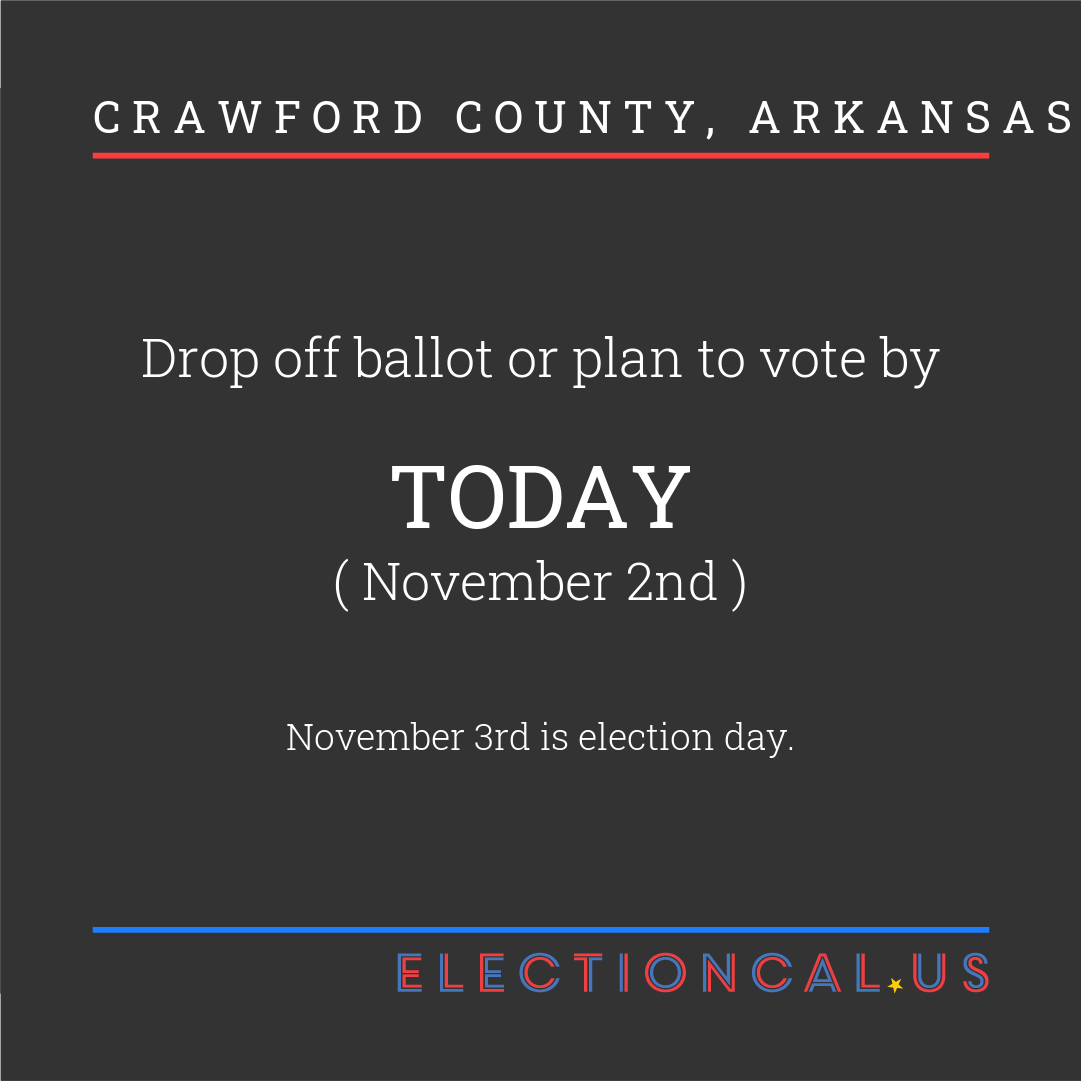 CRAWFORD COUNTY, ARKANSAS
Drop off ballot or plan to vote by
TODAY
( November 2nd )
November 3rd is election day.
ELECTIONCAL.US